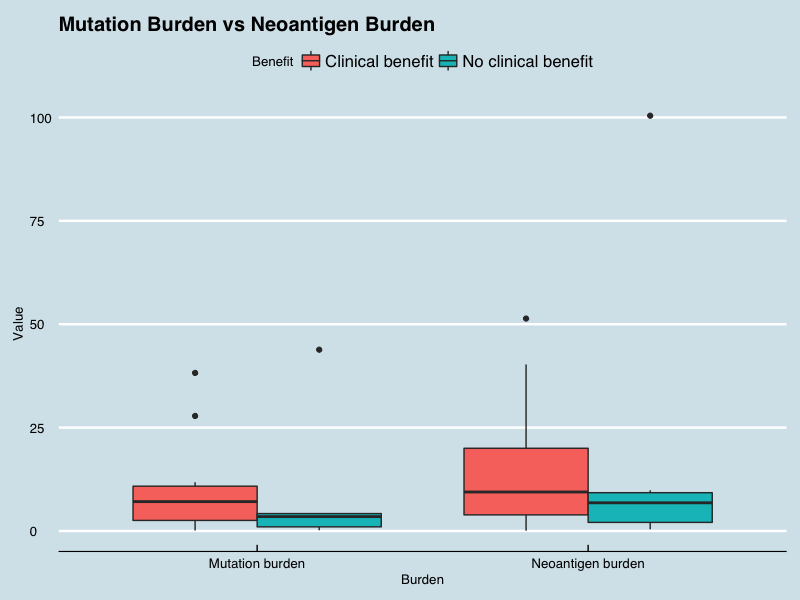 Mutation Burden vs Neoantigen Burden
Benefit Clinical benefit No clinical benefit
100
75
50
25
0
Value
Mutation burden Neoantigen burden
Burden